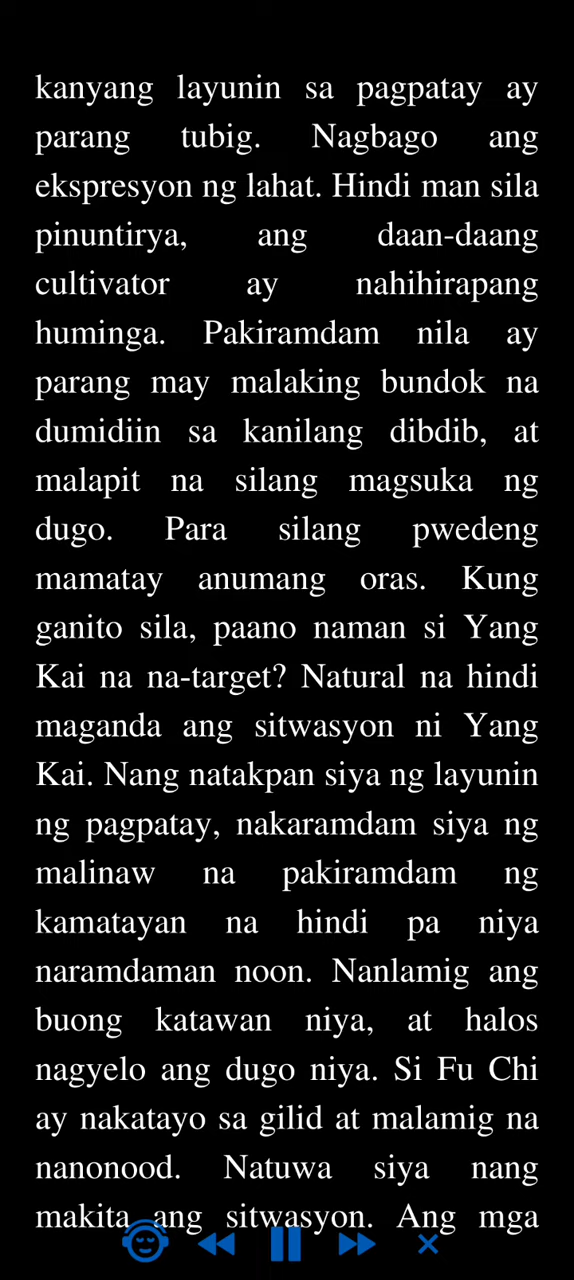 kanyang layunin sa pagpatay ay
parang tubig. Nagbago ang
ekspresyon ng lahat. Hindi man sila
pinuntirya, ang daan-daang
cultivator ay nahihirapang
huminga. Pakiramdam nila ay
parang may malaking bundok na
dumidiin sa kanilang dibdib, at
malapit na silang magsuka ng
dugo. Para silang pwedeng
mamatay anumang oras. Kung
ganito sila, paano naman si Yang
Kai na na-target? Natural na hindi
maganda ang sitwasyon ni Yang
Kai. Nang natakpan siya ng layunin
ng pagpatay, nakaramdam siya ng
malinaw na pakiramdam ng
kamatayan na hindi pa niya
naramdaman noon. Nanlamig ang
buong katawan niya, at halos
nagyelo ang dugo niya. Si Fu Chi
ay nakatayo sa gilid at malamig na
nanonood. Natuwa siya nang
makita ang sitwasyon. Ang mga